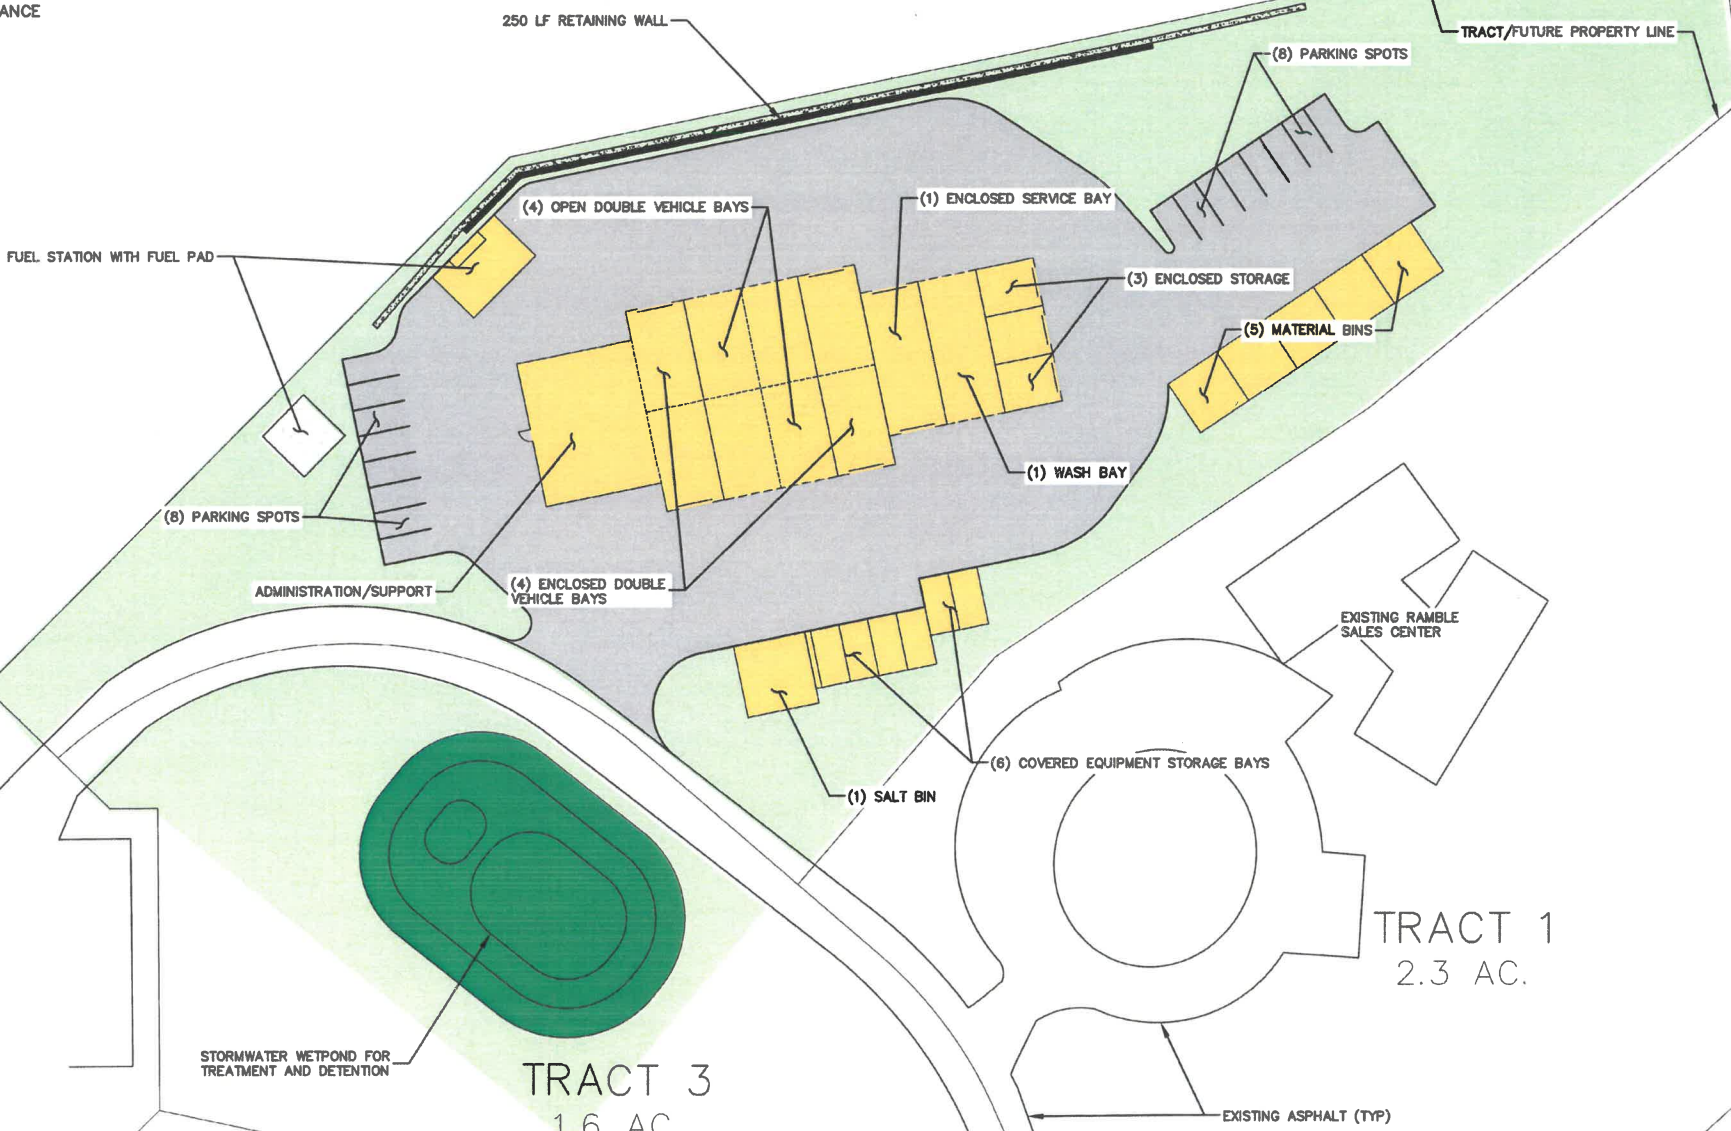 ANCE
250 LF RETAINING WALL
TRACT/FUTURE PROPERTY LINE
(8) PARKING SPOTS
(4) OPEN DOUBLE VEHICLE BAYS
(1) ENCLOSED SERVICE BAY
FUEL STATION WITH FUEL PAD
(3) ENCLOSED STORAGE
(5) MATERIAL BINS
(1) WASH BAY
(8) PARKING SPOTS
ADMINISTRATION/SUPPORT
(4) ENCLOSED DOUBLE
VEHICLE BAYS
EXISTING RAMBLE
SALES CENTER
(6) COVERED EQUIPMENT STORAGE BAYS
(1) SALT BIN
TRACT 1
2.3 AC.
STORMWATER WETPOND FOR
TREATMENT AND DETENTION
TRACT 3
1.6 AC
EXISTING ASPHALT (TYP)